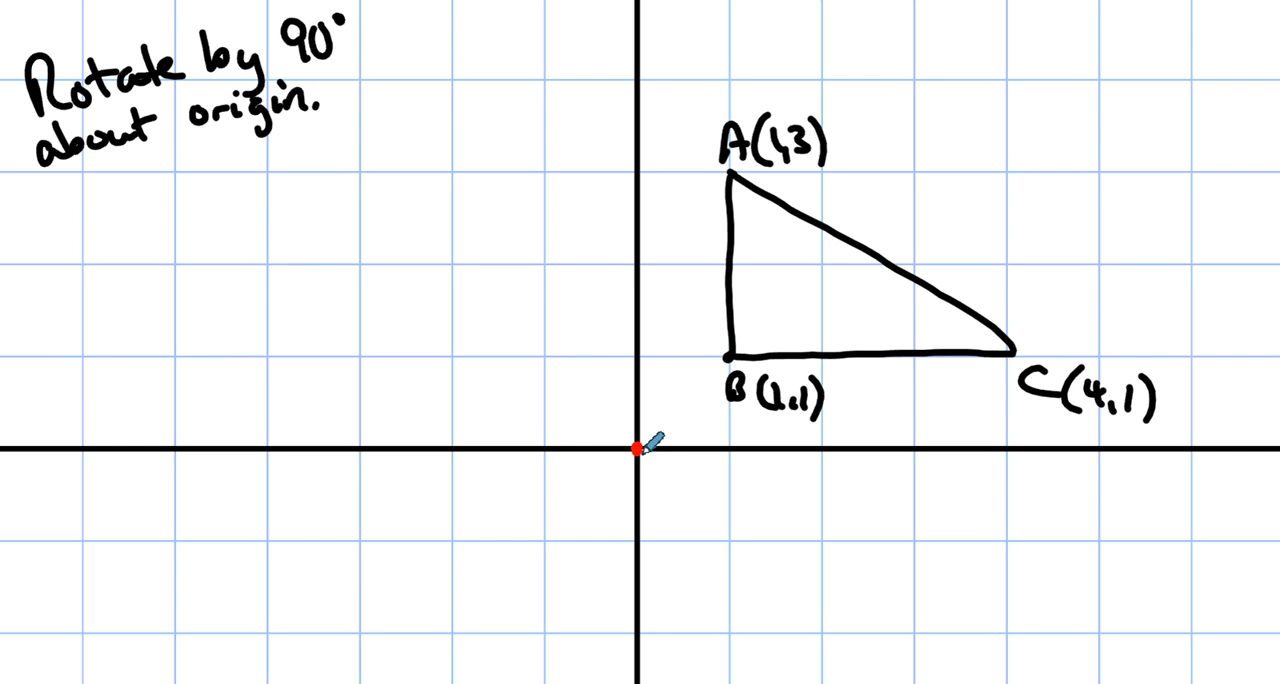 Rotate by 90°
about origin.
A(1,3)
B(1,1)
C(4,1)